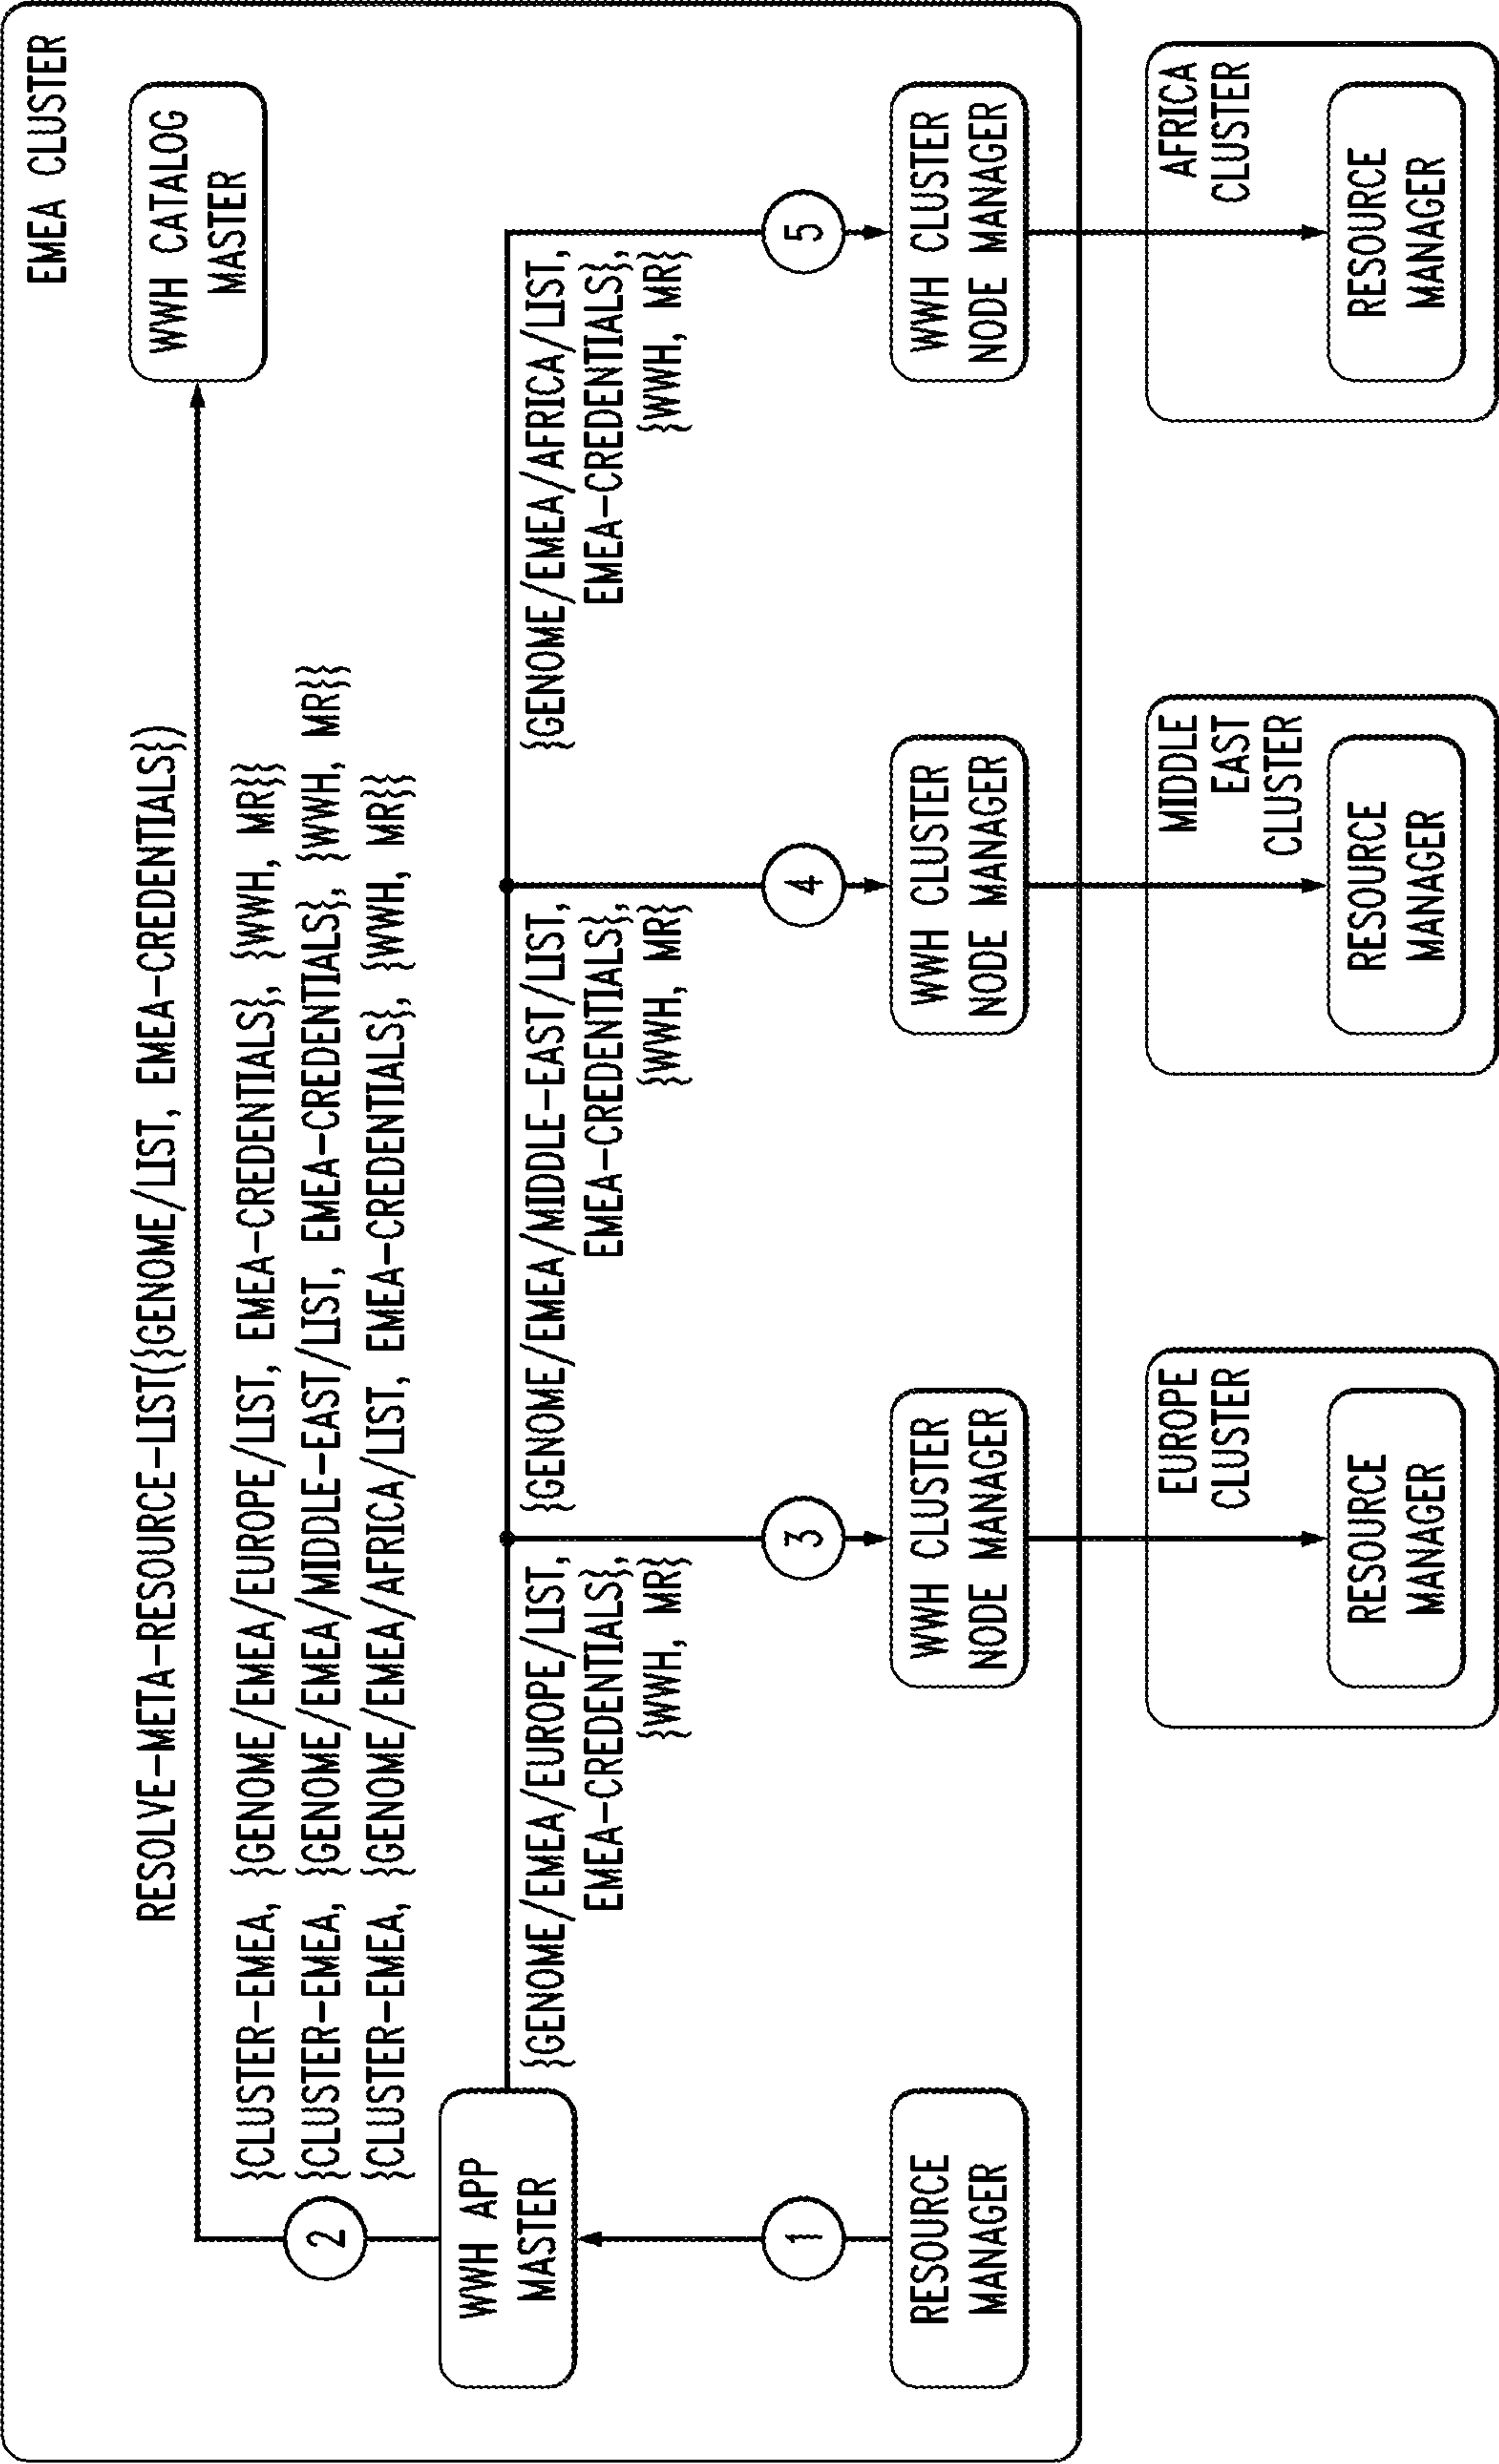 EMEA CLUSTER
WWH CATALOG
MASTER
RESOLVE-META-RESOURCE-LIST({GENOME/LIST, EMEA-CREDENTIALS})
2
{CLUSTER-EMEA, {GENOME/EMEA/EUROPE/LIST, EMEA-CREDENTIALS}, {WWH, MR}}
{CLUSTER-EMEA, {GENOME/EMEA/MIDDLE-EAST/LIST, EMEA-CREDENTIALS}, {WWH, MR}}
{CLUSTER-EMEA, {GENOME/EMEA/AFRICA/LIST, EMEA-CREDENTIALS}, {WWH, MR}}
WWH APP
MASTER
{GENOME/EMEA/EUROPE/LIST,
EMEA-CREDENTIALS},
{WWH, MR}
{GENOME/EMEA/MIDDLE-EAST/LIST,
EMEA-CREDENTIALS},
{WWH, MR}
{GENOME/EMEA/AFRICA/LIST,
EMEA-CREDENTIALS},
{WWH, MR}
1
3
4
5
RESOURCE
MANAGER
WWH CLUSTER
NODE MANAGER
WWH CLUSTER
NODE MANAGER
WWH CLUSTER
NODE MANAGER
EUROPE
CLUSTER
RESOURCE
MANAGER
MIDDLE
EAST
CLUSTER
RESOURCE
MANAGER
AFRICA
CLUSTER
RESOURCE
MANAGER